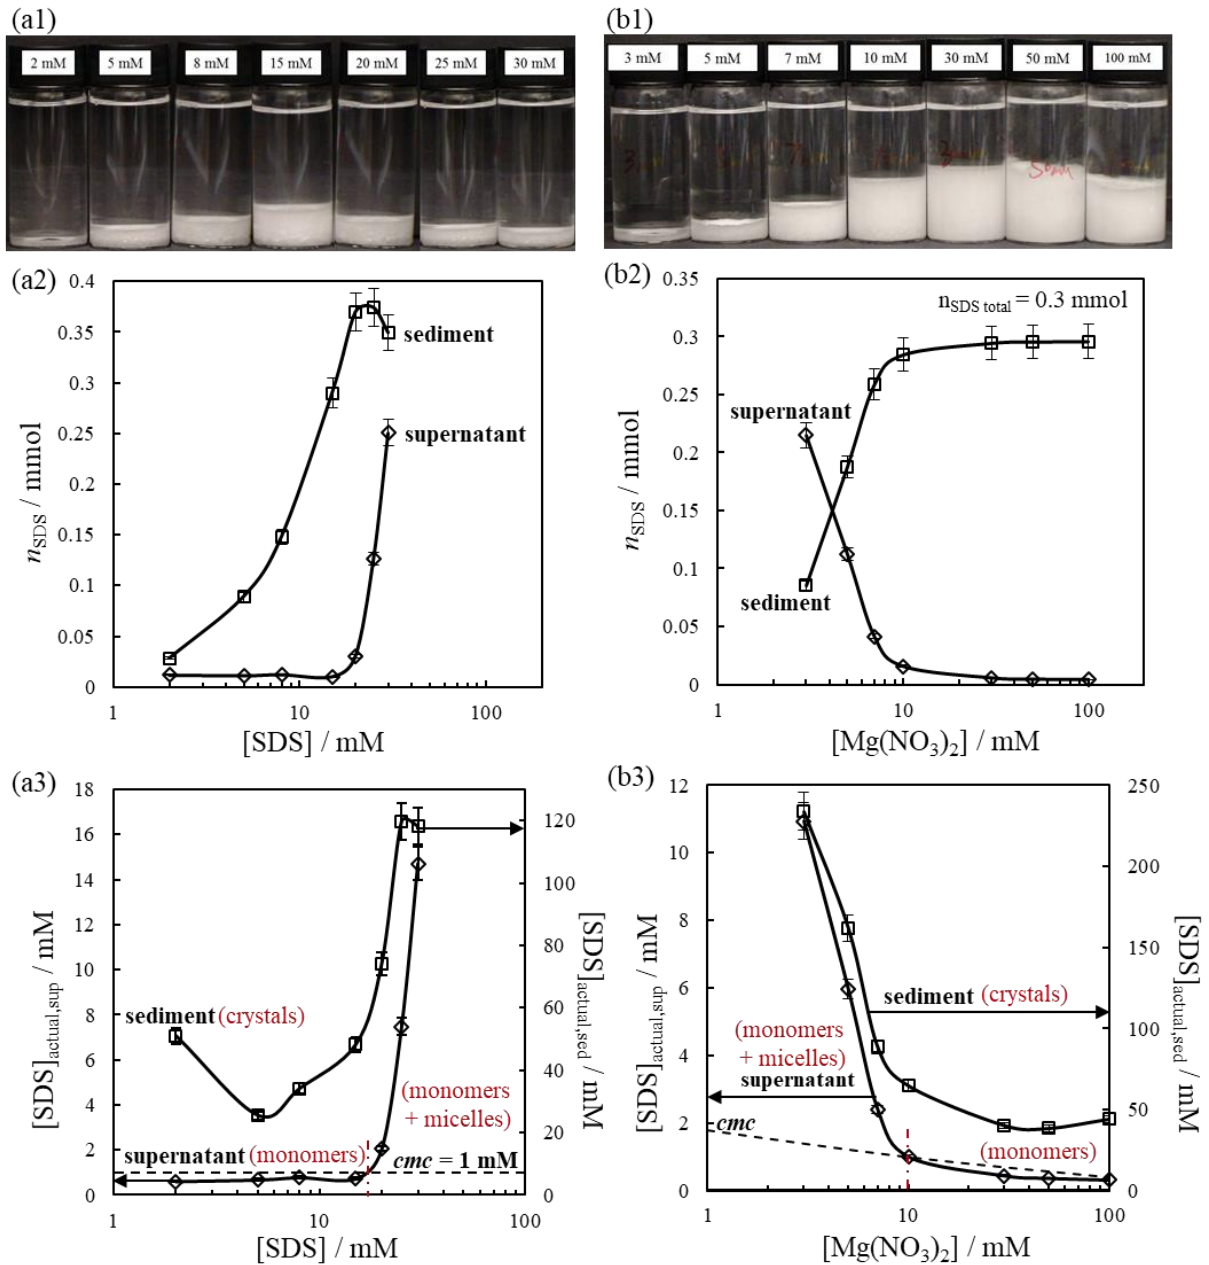 (a1)
2 mM 5 mM 8 mM 15 mM 20 mM 25 mM 30 mM
(b1)
3 mM 5 mM 7 mM 10 mM 30 mM 50 mM 100 mM
50mM
(a2)
0.4
0.35
0.3
0.25
0.2
0.15
0.1
0.05
0
n_SDS / mmol
sediment
supernatant
1 10 100
[SDS] / mM
(b2)
0.35
0.3
0.25
0.2
0.15
0.1
0.05
0
n_SDS / mmol
n_SDS total = 0.3 mmol
supernatant
sediment
1 10 100
[Mg(NO₃)₂] / mM
(a3)
18
16
14
12
10
8
6
4
2
0
[SDS]actual,sup / mM
120
100
80
60
40
20
0
[SDS]actual,sed / mM
sediment (crystals)
(monomers
+ micelles)
supernatant (monomers)
cmc = 1 mM
1 10 100
[SDS] / mM
(b3)
12
10
8
6
4
2
0
[SDS]actual,sup / mM
250
200
150
100
50
0
[SDS]actual,sed / mM
sediment (crystals)
(monomers
+ micelles)
supernatant
cmc
(monomers)
1 10 100
[Mg(NO₃)₂] / mM